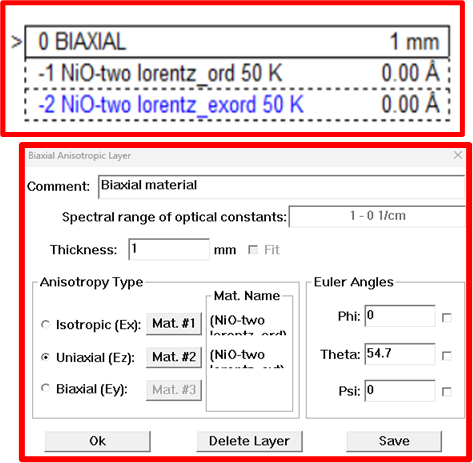 > 0 BIAXIAL 1 mm
-1 NiO-two lorentz_ord 50 K 0.00 Å
-2 NiO-two lorentz_exord 50 K 0.00 Å
Biaxial Anisotropic Layer
Comment: Biaxial material
Spectral range of optical constants: 1 - 0 1/cm
Thickness: 1 mm Fit
Anisotropy Type Mat. Name Euler Angles
Isotropic (Ex): Mat. #1 (NiO-two Phi: 0
lorentz_ord)
Uniaxial (Ez): Mat. #2 (NiO-two Theta: 54.7
Biaxial (Ey): Mat. #3 Psi: 0
Ok Delete Layer Save